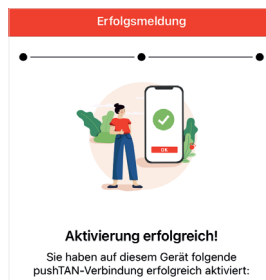 Erfolgsmeldung
OK
Aktivierung erfolgreich!
Sie haben auf diesem Gerät folgende
pushTAN-Verbindung erfolgreich aktiviert: